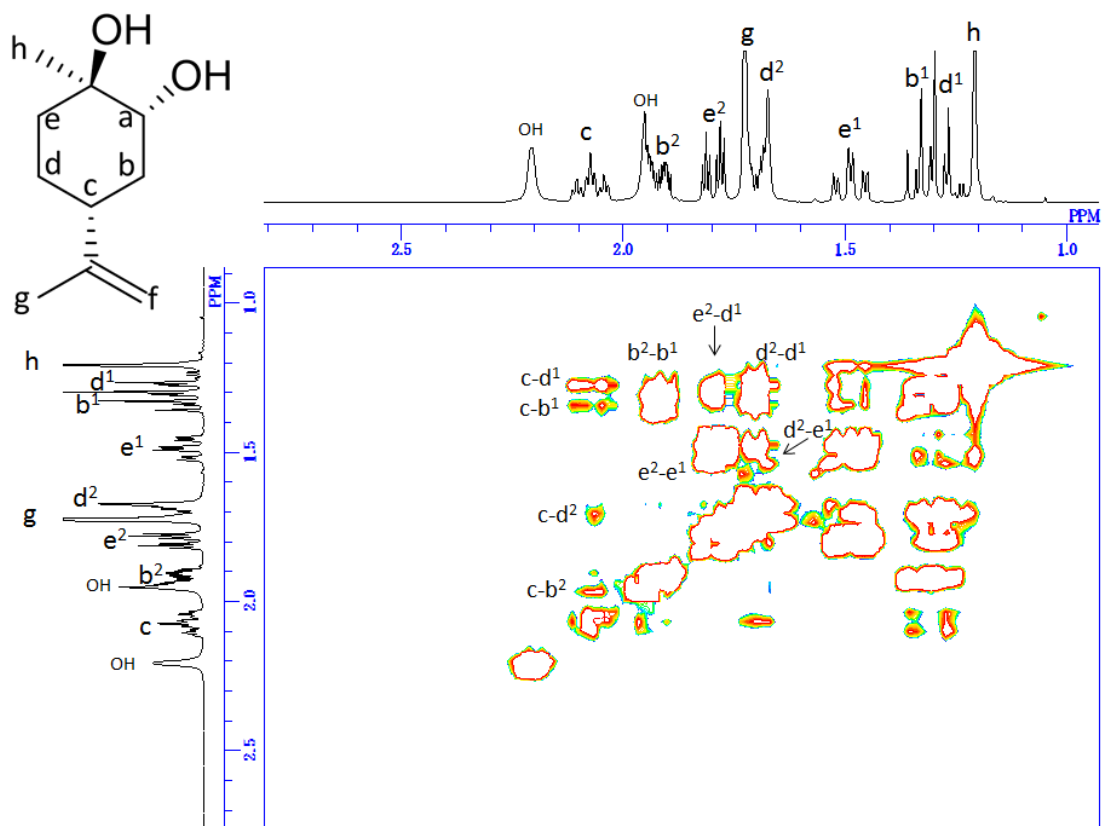 OH
h
OH
e
a
d
b
c
g
f
g
h
d²
b¹
d¹
OH
e²
OH
c
b²
e¹
PPM
2.5
2.0
1.5
1.0
PPM
1.0
1.5
2.0
2.5
h
d¹
b¹
e¹
d²
g
e²
b²
OH
c
OH
e²-d¹
b²-b¹
d²-d¹
c-d¹
c-b¹
d²-e¹
e²-e¹
c-d²
c-b²